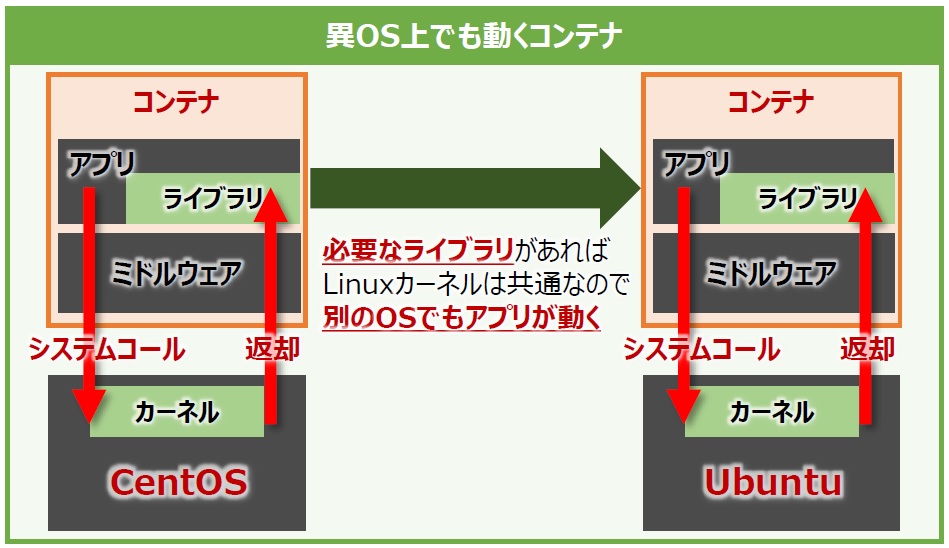 異OS上でも動くコンテナ
コンテナ
アプリ
ライブラリ
ミドルウェア
システムコール
返却
カーネル
CentOS
必要なライブラリがあれば
Linuxカーネルは共通なので
別のOSでもアプリが動く
コンテナ
アプリ
ライブラリ
ミドルウェア
システムコール
返却
カーネル
Ubuntu